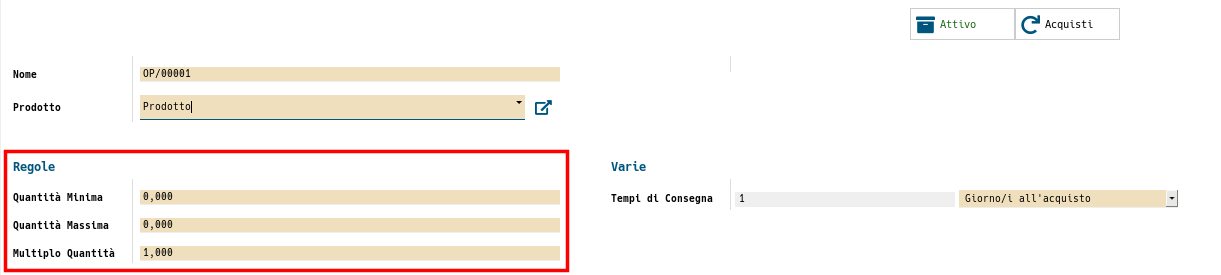 Attivo Acquisti
Nome OP/00001
Prodotto Prodotto
Regole Varie
Quantità Minima 0,000 Tempi di Consegna 1 Giorno/i all'acquisto
Quantità Massima 0,000
Multiplo Quantità 1,000